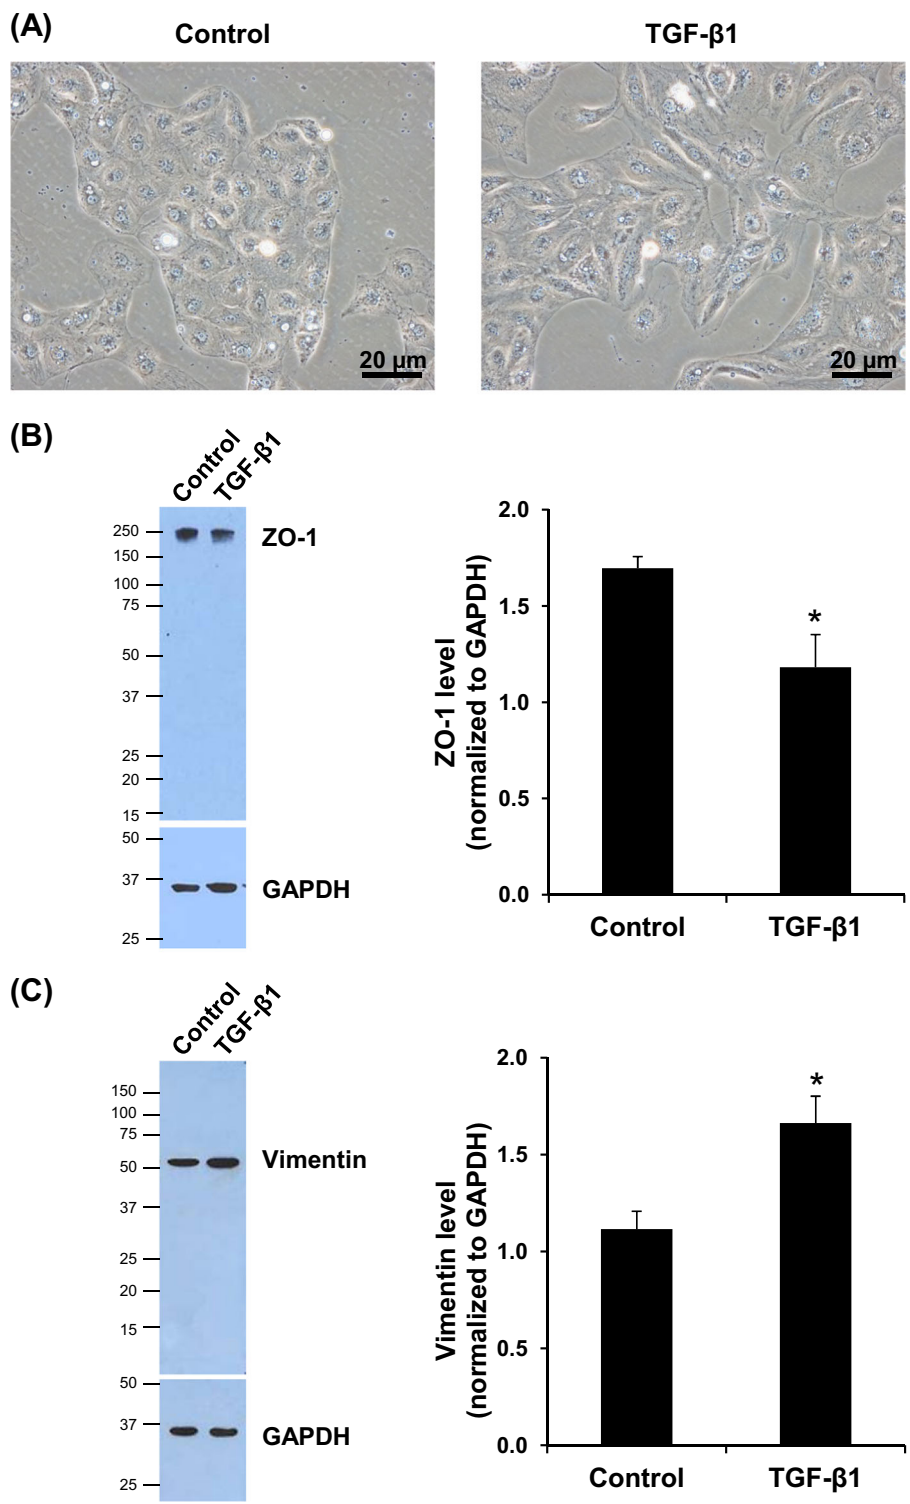 (A)
Control
TGF-β1
20 µm
20 µm
(B)
Control
TGF-β1
250
150
100
75
50
37
25
20
15
ZO-1
50
37
25
GAPDH
ZO-1 level
(normalized to GAPDH)
2.0
1.5
1.0
0.5
0.0
*
Control
TGF-β1
(C)
Control
TGF-β1
150
100
75
50
37
25
20
15
Vimentin
50
37
25
GAPDH
Vimentin level
(normalized to GAPDH)
2.0
1.5
1.0
0.5
0.0
*
Control
TGF-β1